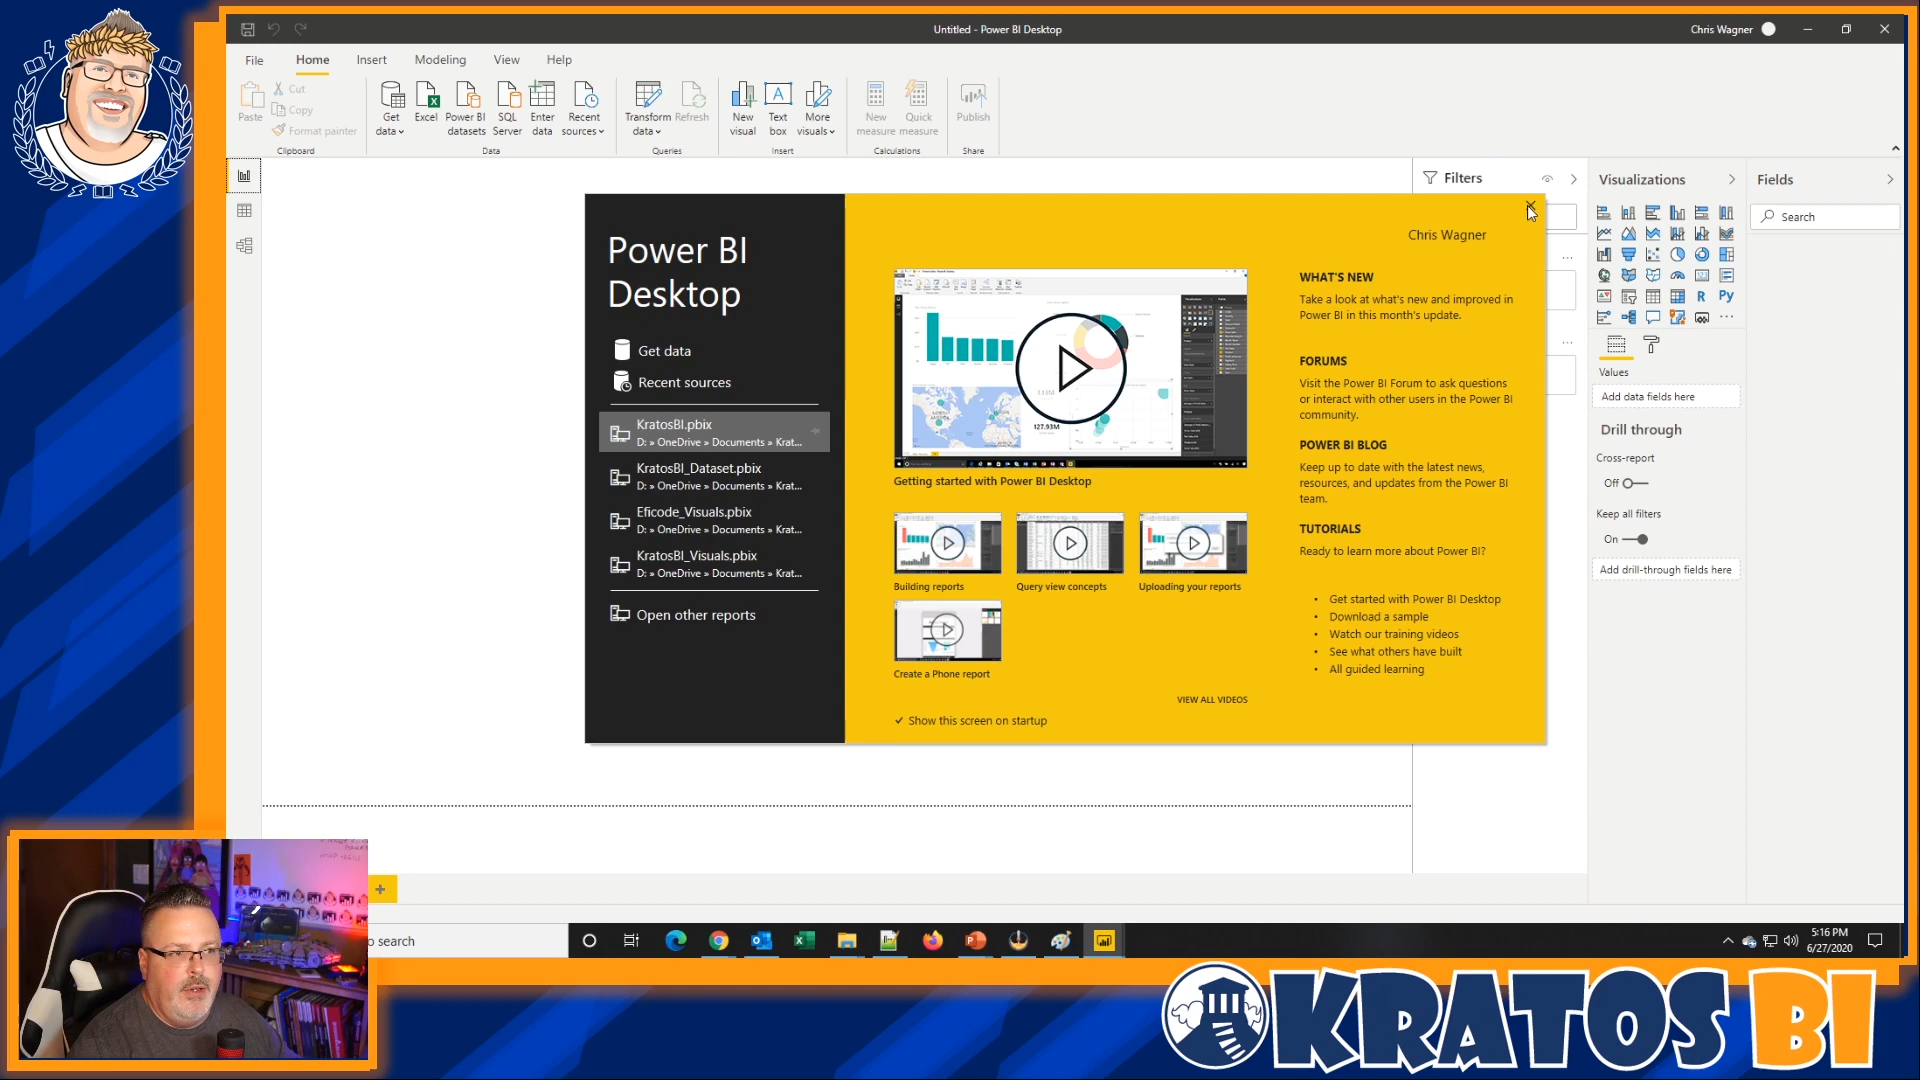 Untitled - Power BI Desktop
Chris Wagner
File
Home
Insert
Modeling
View
Help
Paste
Cut
Copy
Format painter
Clipboard
Get data
Excel
Power BI datasets
SQL Server
Enter data
Recent sources
Data
Transform data
Refresh
Queries
New visual
Text box
More visuals
Insert
New measure
Quick measure
Calculations
Publish
Share
Filters
Visualizations
Fields
Search
Values
Add data fields here
Drill through
Cross-report
Off
Keep all filters
On
Add drill-through fields here
Power BI
Desktop
Get data
Recent sources
KratosBI.pbix
D: » OneDrive » Documents » Krat...
KratosBI_Dataset.pbix
D: » OneDrive » Documents » Krat...
Eficode_Visuals.pbix
D: » OneDrive » Documents » Krat...
KratosBI_Visuals.pbix
D: » OneDrive » Documents » Krat...
Open other reports
Chris Wagner
127.93M
Getting started with Power BI Desktop
Building reports
Query view concepts
Uploading your reports
Create a Phone report
VIEW ALL VIDEOS
Show this screen on startup
WHAT'S NEW
Take a look at what's new and improved in
Power BI in this month's update.
FORUMS
Visit the Power BI Forum to ask questions
or interact with other users in the Power BI
community.
POWER BI BLOG
Keep up to date with the latest news,
resources, and updates from the Power BI
team.
TUTORIALS
Ready to learn more about Power BI?
• Get started with Power BI Desktop
• Download a sample
• Watch our training videos
• See what others have built
• All guided learning
R
Py
o search
5:16 PM
6/27/2020
KRATOS BI